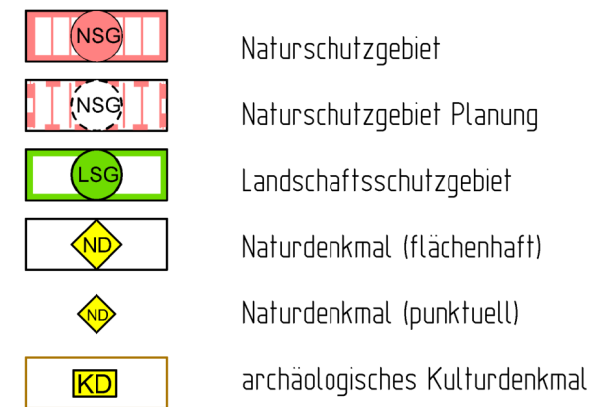 NSG Naturschutzgebiet
NSG Naturschutzgebiet Planung
LSG Landschaftsschutzgebiet
ND Naturdenkmal (flächenhaft)
ND Naturdenkmal (punktuell)
KD archäologisches Kulturdenkmal